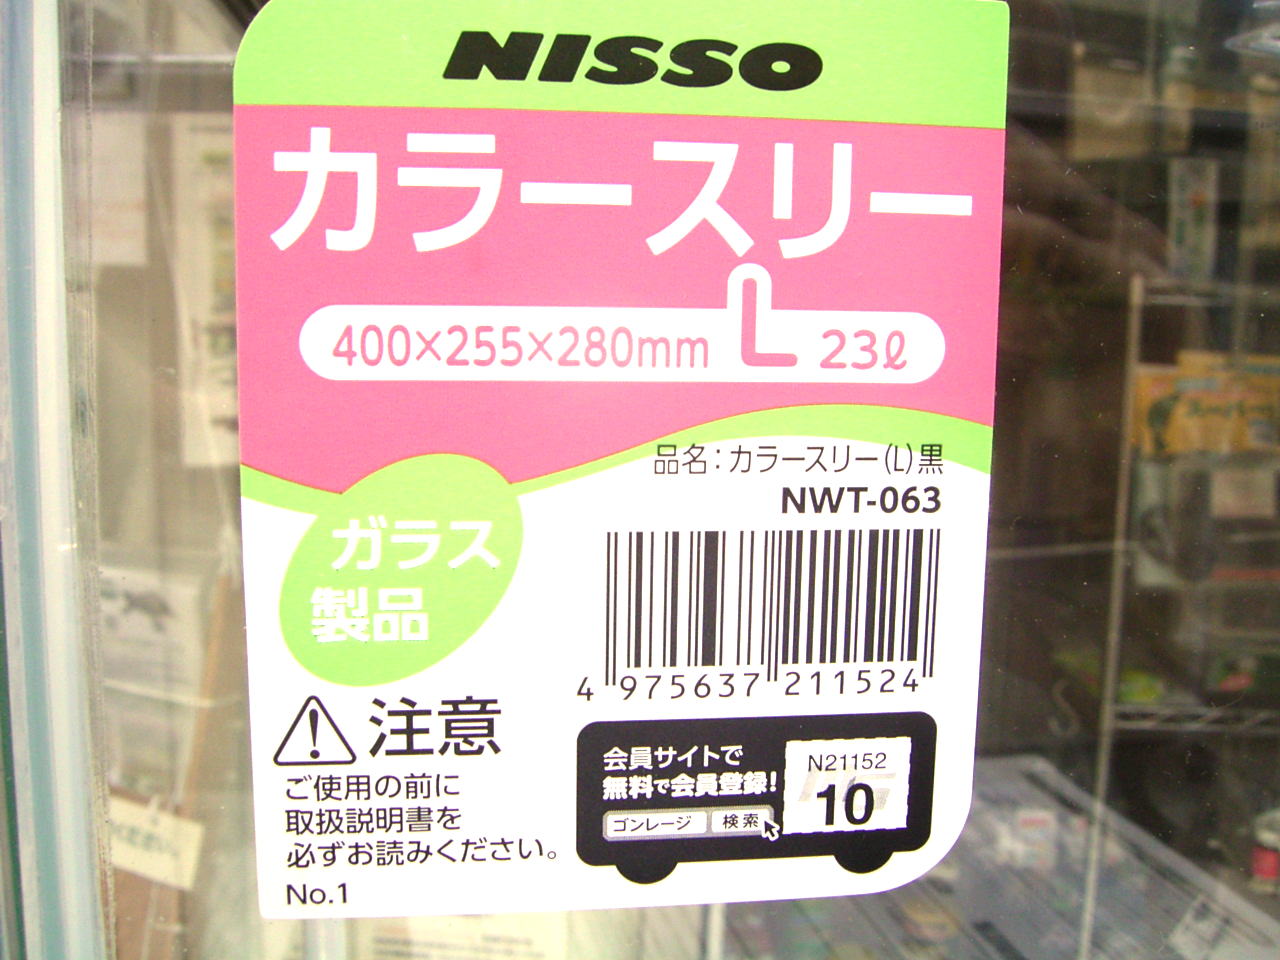 NISSO
カラースリー
400×255×280mm L 23ℓ
品名：カラースリー(L)黒
NWT-063
ガラス
製品
4 975637 211524
注意
ご使用の前に
取扱説明書を
必ずお読みください。
No.1
会員サイトで
無料で会員登録!
ゴンレージ 検索
N21152
10
スーパー